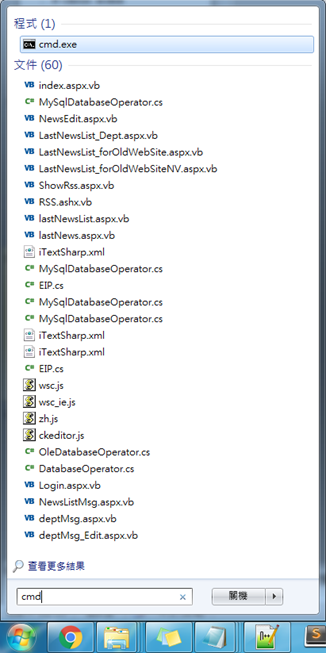 程式 (1)
cmd.exe
文件 (60)
index.aspx.vb
MySqlDatabaseOperator.cs
NewsEdit.aspx.vb
LastNewsList_Dept.aspx.vb
LastNewsList_forOldWebSite.aspx.vb
LastNewsList_forOldWebSiteNV.aspx.vb
ShowRss.aspx.vb
RSS.ashx.vb
lastNewsList.aspx.vb
lastNews.aspx.vb
iTextSharp.xml
MySqlDatabaseOperator.cs
EIP.cs
MySqlDatabaseOperator.cs
MySqlDatabaseOperator.cs
iTextSharp.xml
iTextSharp.xml
EIP.cs
wsc.js
wsc_ie.js
zh.js
ckeditor.js
OleDatabaseOperator.cs
DatabaseOperator.cs
Login.aspx.vb
NewsListMsg.aspx.vb
deptMsg.aspx.vb
deptMsg_Edit.aspx.vb
查看更多結果
cmd
關機